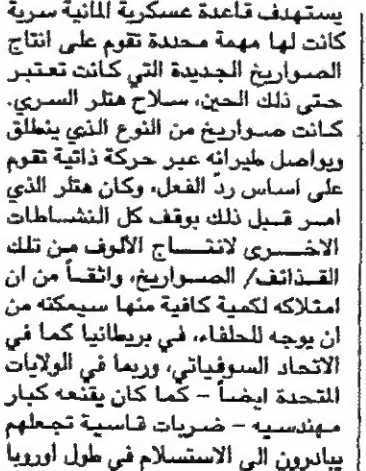 يستهدف قاعدة عسكرية المانية سرية
كانت لها مهمة محددة تقوم على انتاج
الصواريخ الجديدة التي كانت تعتبر
حتى ذلك الحين، سلاح هتلر السري.
كانت صواريخ من النوع الذي ينطلق
ويواصل طيرانه عبر حركة ذاتية تقوم
على اساس ردّ الفعل، وكان هتلر الذي
امر قبل ذلك بوقف كل النشاطات
الاخرى لانتاج الألوف من تلك
القذائف/ الصواريخ، واثقاً من ان
امتلاكه لكمية كافية منها سيمكنه من
ان يوجه للحلفاء، في بريطانيا كما في
الاتحاد السوفياتي، وربما في الولايات
المتحدة ايضاً - كما كان يقنعه كبار
مهندسيه - ضربات قاسية تجعلهم
يبادرون الى الاستسلام في طول اوروبا